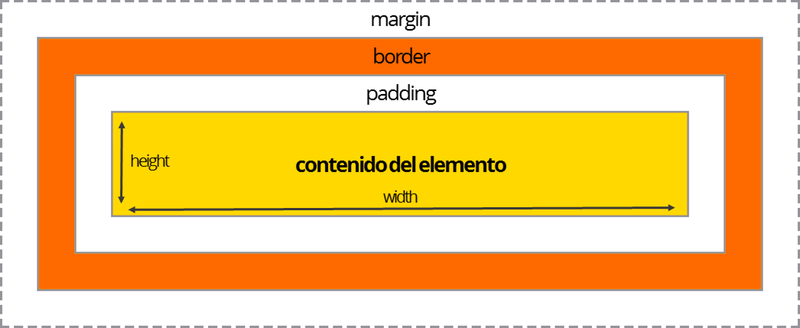 margin
border
padding
height
contenido del elemento
width